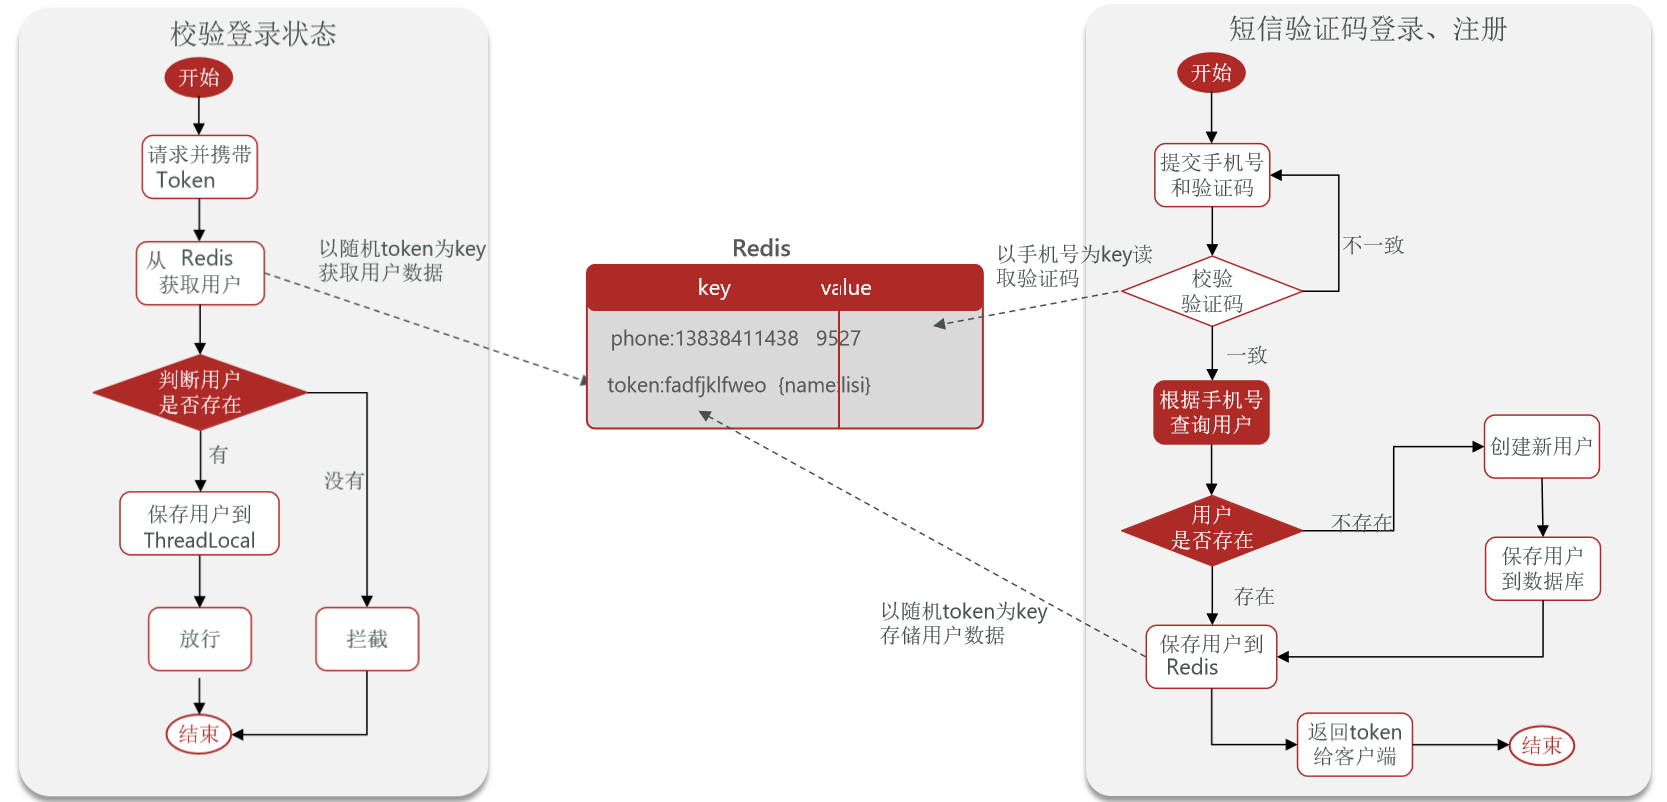 校验登录状态
开始
请求并携带
Token
从 Redis
获取用户
判断用户
是否存在
有
没有
保存用户到
ThreadLocal
放行
拦截
结束
以随机token为key
获取用户数据
Redis
key value
phone:13838411438 9527
token:fadfjklfweo {name:lisi}
以手机号为key读
取验证码
以随机token为key
存储用户数据
短信验证码登录、注册
开始
提交手机号
和验证码
不一致
校验
验证码
一致
根据手机号
查询用户
用户
是否存在
不存在
创建新用户
保存用户
到数据库
存在
保存用户到
Redis
返回token
给客户端
结束